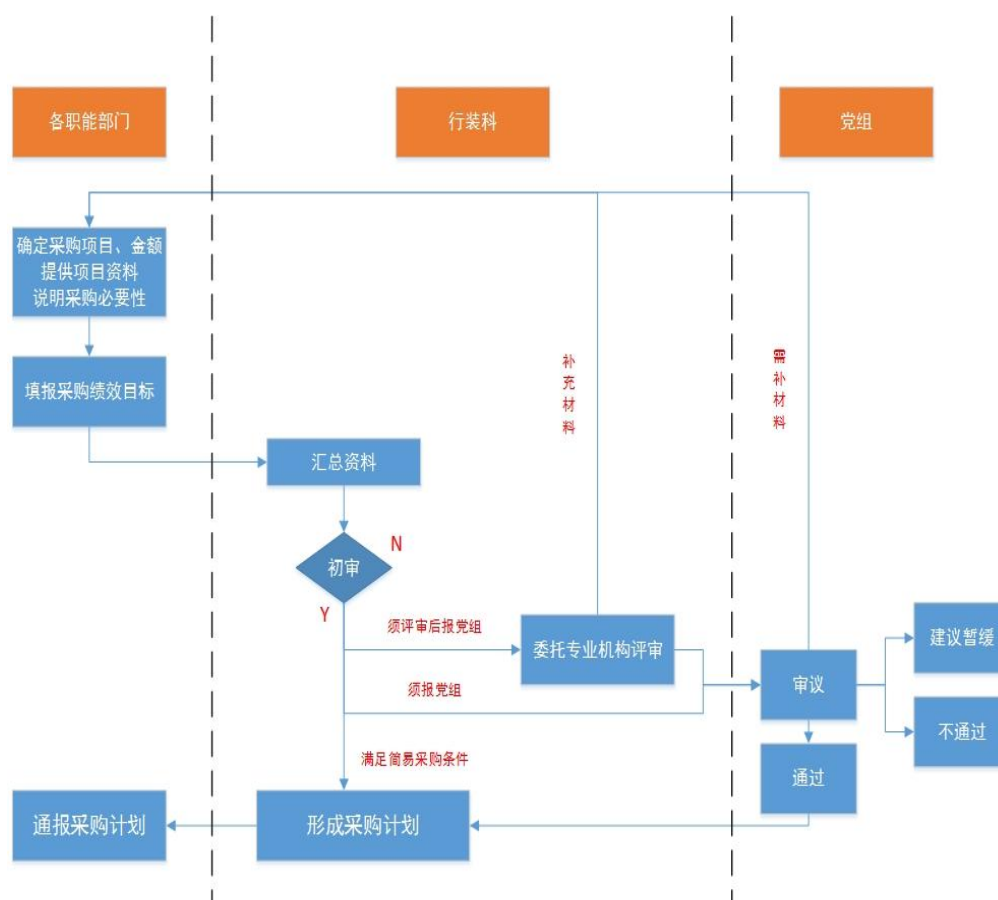 各职能部门
行装科
党组
确定采购项目、金额
提供项目资料
说明采购必要性
填报采购绩效目标
补充材料
需补材料
汇总资料
初审
N
Y
须评审后报党组
委托专业机构评审
须报党组
审议
建议暂缓
不通过
满足简易采购条件
通过
通报采购计划
形成采购计划